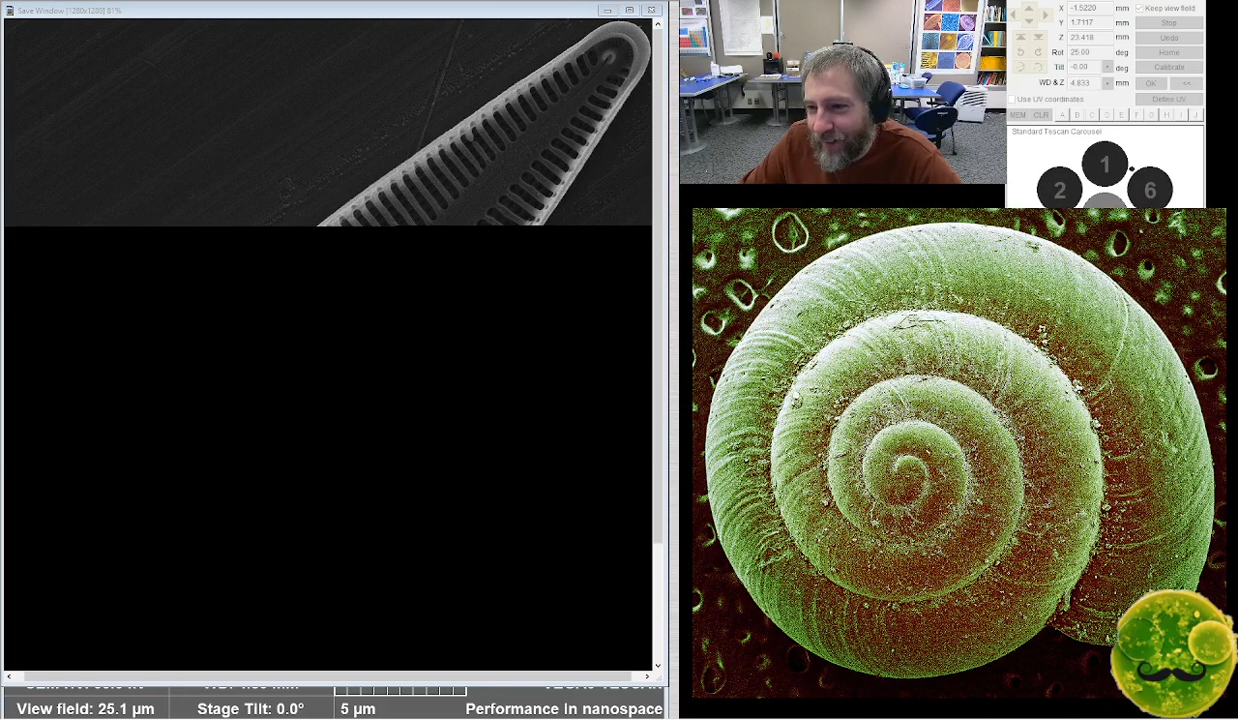 Save Window [1280x1280] 81%
X -1.5220 mm Keep view field
Y 1.7117 mm Stop
Z 23.418 mm Undo
Rot 25.00 deg Home
Tilt -0.00 deg Calibrate
WD & Z 4.833 mm OK <<
Use UV coordinates Define UV
MEM CLR A B C D E F G H I J
Standard Tescan Carousel
1
2 6
View field: 25.1 µm Stage Tilt: 0.0° 5 µm Performance in nanospace